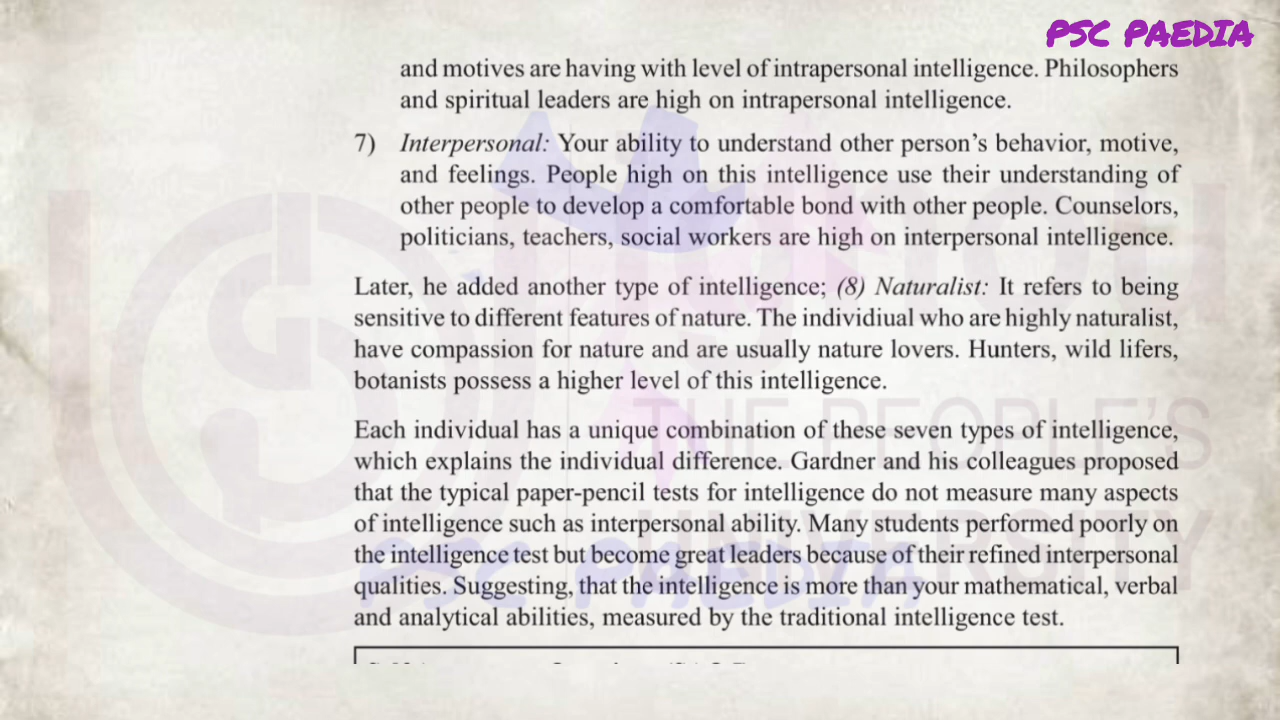 PSC PAEDIA
and motives are having with level of intrapersonal intelligence. Philosophers
and spiritual leaders are high on intrapersonal intelligence.
7) Interpersonal: Your ability to understand other person's behavior, motive,
and feelings. People high on this intelligence use their understanding of
other people to develop a comfortable bond with other people. Counselors,
politicians, teachers, social workers are high on interpersonal intelligence.
Later, he added another type of intelligence; (8) Naturalist: It refers to being
sensitive to different features of nature. The individiual who are highly naturalist,
have compassion for nature and are usually nature lovers. Hunters, wild lifers,
botanists possess a higher level of this intelligence.
Each individual has a unique combination of these seven types of intelligence,
which explains the individual difference. Gardner and his colleagues proposed
that the typical paper-pencil tests for intelligence do not measure many aspects
of intelligence such as interpersonal ability. Many students performed poorly on
the intelligence test but become great leaders because of their refined interpersonal
qualities. Suggesting, that the intelligence is more than your mathematical, verbal
and analytical abilities, measured by the traditional intelligence test.
THE PEOPLE'S
UNIVERSITY
PSC PAEDIA